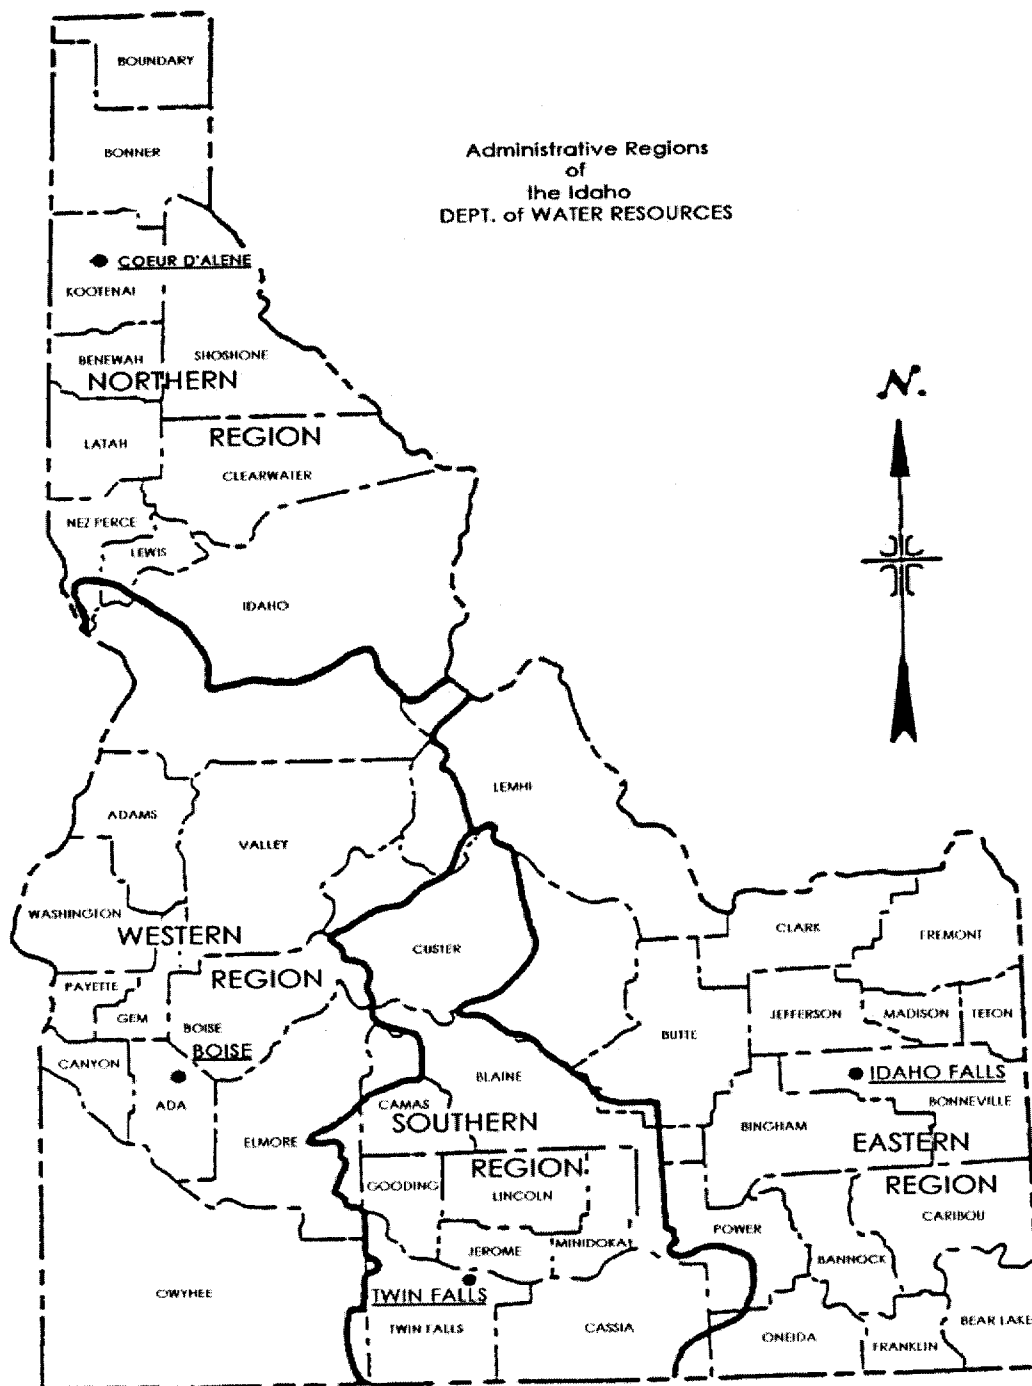 BOUNDARY
BONNER
Administrative Regions
of
the Idaho
DEPT. of WATER RESOURCES
COEUR D'ALENE
KOOTENAI
BENEWAH
SHOSHONE
NORTHERN
REGION
LATAH
CLEARWATER
N.
NEZ PERCE
LEWIS
IDAHO
LEMHI
ADAMS
VALLEY
WASHINGTON
WESTERN
REGION
CUSTER
CLARK
FREMONT
PAYETTE
GEM
BOISE
BOISE
BUTTE
JEFFERSON
MADISON
TETON
CANYON
ADA
BLAINE
IDAHO FALLS
BONNEVILLE
CAMAS
SOUTHERN
REGION
ELMORE
BINGHAM
EASTERN
REGION
GOODING
LINCOLN
CARIBOU
POWER
JEROME
MINIDOKA
BANNOCK
OWYHEE
TWIN FALLS
TWIN FALLS
CASSIA
ONEIDA
FRANKLIN
BEAR LAKE